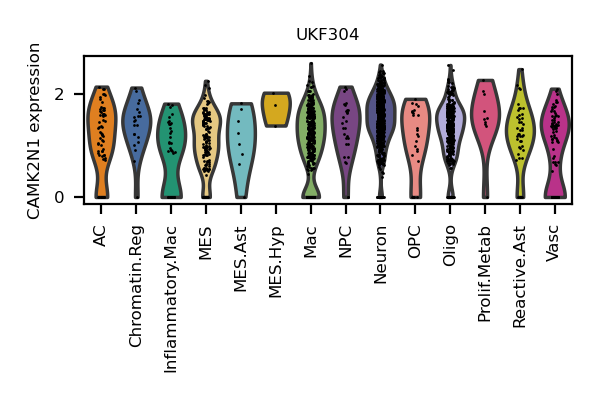 UKF304
CAMK2N1 expression
2
0
AC
Chromatin.Reg
Inflammatory.Mac
MES
MES.Ast
MES.Hyp
Mac
NPC
Neuron
OPC
Oligo
Prolif.Metab
Reactive.Ast
Vasc